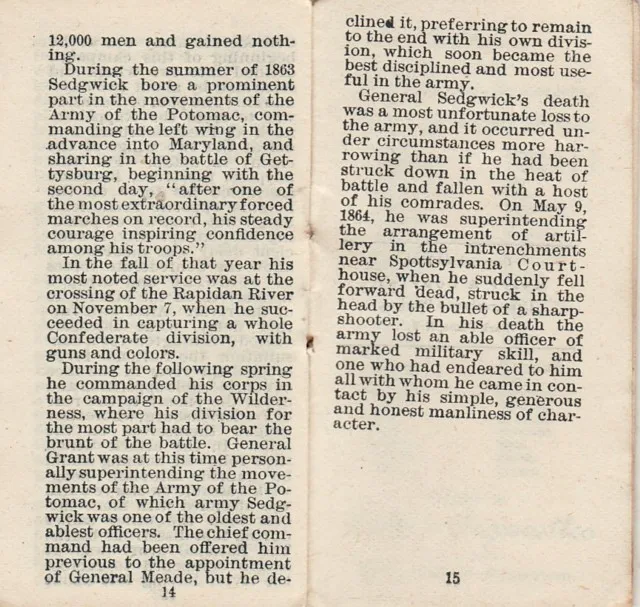 12,000 men and gained noth-
ing.
During the summer of 1863
Sedgwick bore a prominent
part in the movements of the
Army of the Potomac, com-
manding the left wing in the
advance into Maryland, and
sharing in the battle of Get-
tysburg, beginning with the
second day, "after one of
the most extraordinary forced
marches on record, his steady
courage inspiring confidence
among his troops."
In the fall of that year his
most noted service was at the
crossing of the Rapidan River
on November 7, when he suc-
ceeded in capturing a whole
Confederate division, with
guns and colors.
During the following spring
he commanded his corps in
the campaign of the Wilder-
ness, where his division for
the most part had to bear the
brunt of the battle. General
Grant was at this time person-
ally superintending the move-
ments of the Army of the Po-
tomac, of which army Sedg-
wick was one of the oldest and
ablest officers. The chief com-
mand had been offered him
previous to the appointment
of General Meade, but he de-
14
clined it, preferring to remain
to the end with his own divis-
ion, which soon became the
best disciplined and most use-
ful in the army.
General Sedgwick's death
was a most unfortunate loss to
the army, and it occurred un-
der circumstances more har-
rowing than if he had been
struck down in the heat of
battle and fallen with a host
of his comrades. On May 9,
1864, he was superintending
the arrangement of artil-
lery in the intrenchments
near Spottsylvania Court-
house, when he suddenly fell
forward dead, struck in the
head by the bullet of a sharp-
shooter. In his death the
army lost an able officer of
marked military skill, and
one who had endeared to him
all with whom he came in con-
tact by his simple, generous
and honest manliness of char-
acter.
15